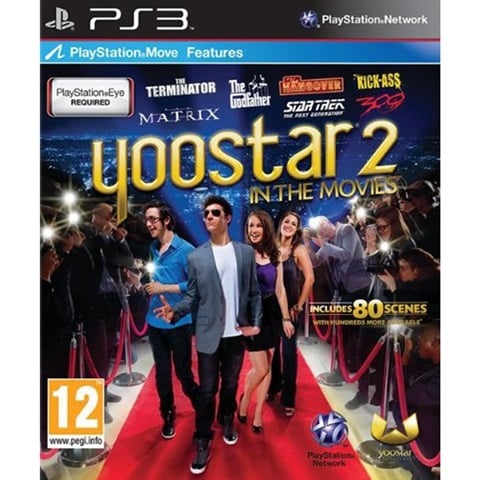 PS3
PlayStation®Network
PlayStation®Move Features
PlayStation®Eye
REQUIRED
THE
TERMINATOR
The
Godfather
THE
HANGOVER
KICK-ASS
MATRIX
STAR TREK
THE NEXT GENERATION
300
yoostar 2
IN THE MOVIES
INCLUDES 80 SCENES
WITH HUNDREDS MORE AVAILABLE*
12
www.pegi.info
PlayStation®
Network
yoostar